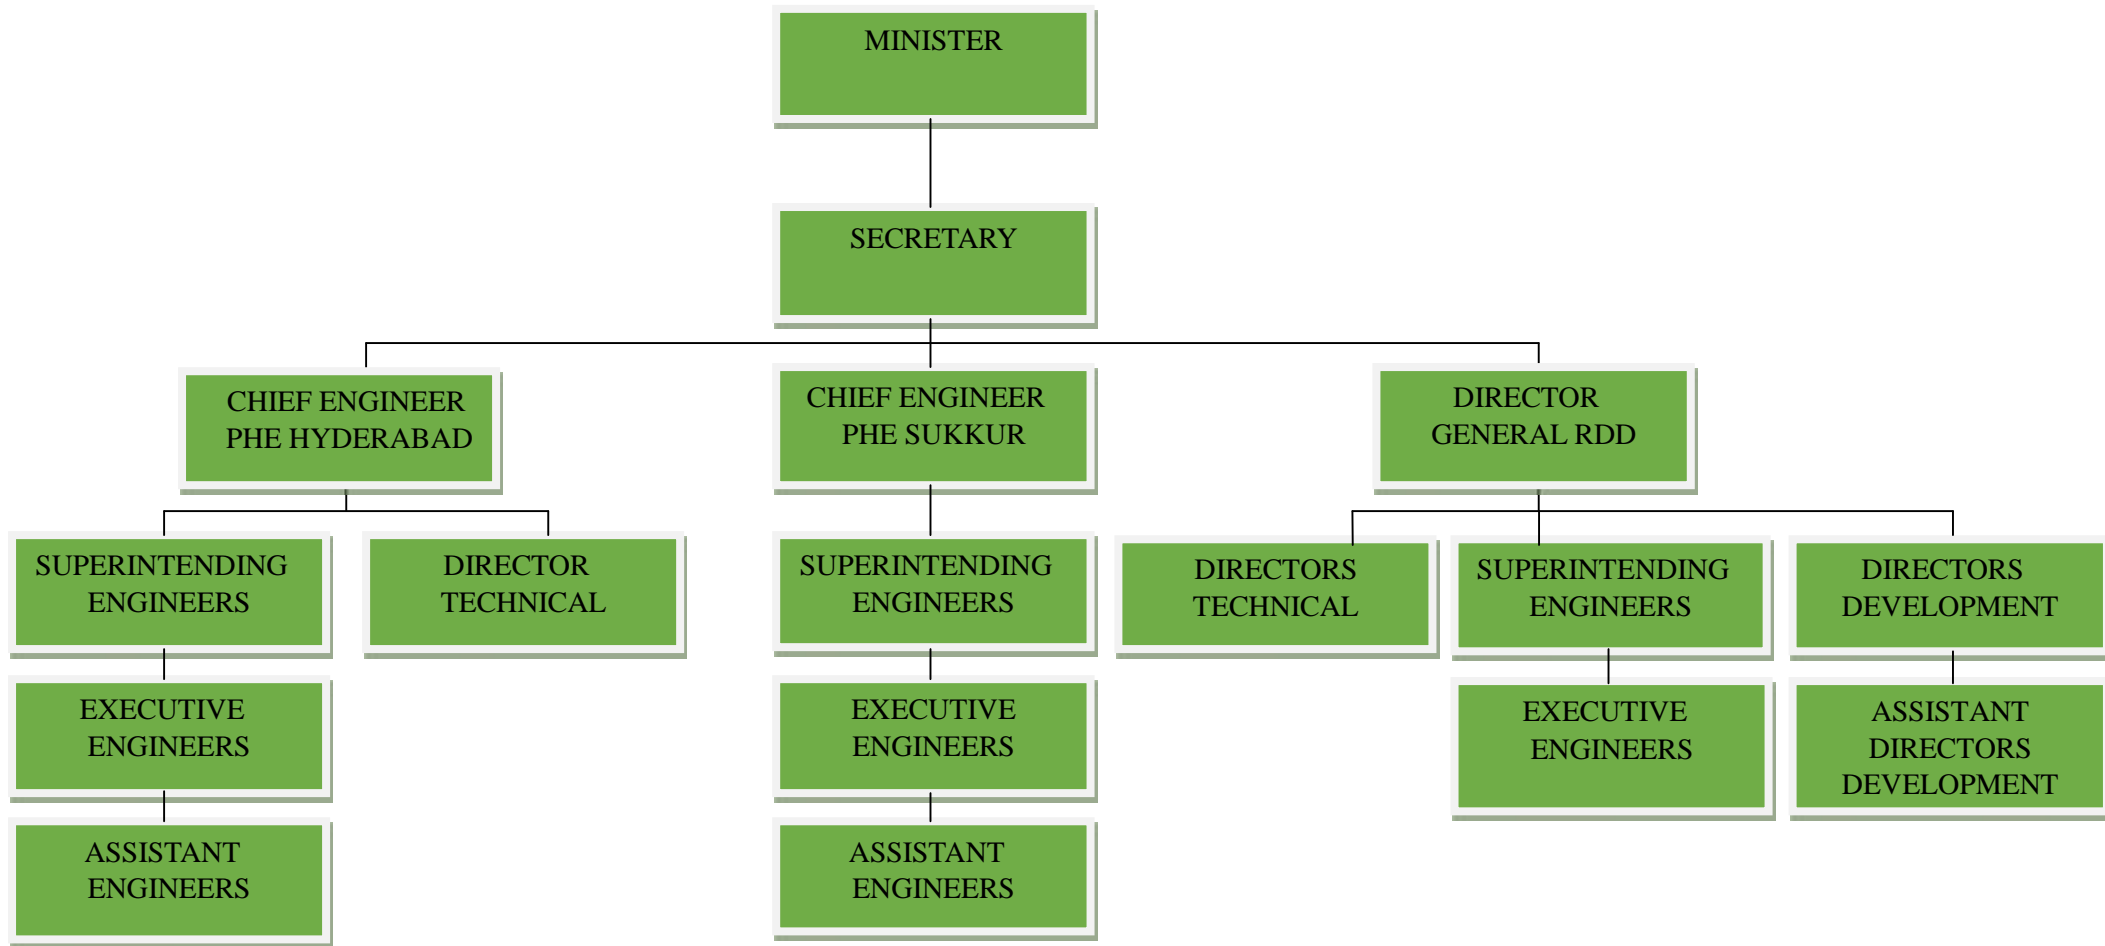 MINISTER
SECRETARY
CHIEF ENGINEER
PHE HYDERABAD
CHIEF ENGINEER
PHE SUKKUR
DIRECTOR
GENERAL RDD
SUPERINTENDING
ENGINEERS
DIRECTOR
TECHNICAL
SUPERINTENDING
ENGINEERS
DIRECTORS
TECHNICAL
SUPERINTENDING
ENGINEERS
DIRECTORS
DEVELOPMENT
EXECUTIVE
ENGINEERS
EXECUTIVE
ENGINEERS
EXECUTIVE
ENGINEERS
ASSISTANT
DIRECTORS
DEVELOPMENT
ASSISTANT
ENGINEERS
ASSISTANT
ENGINEERS